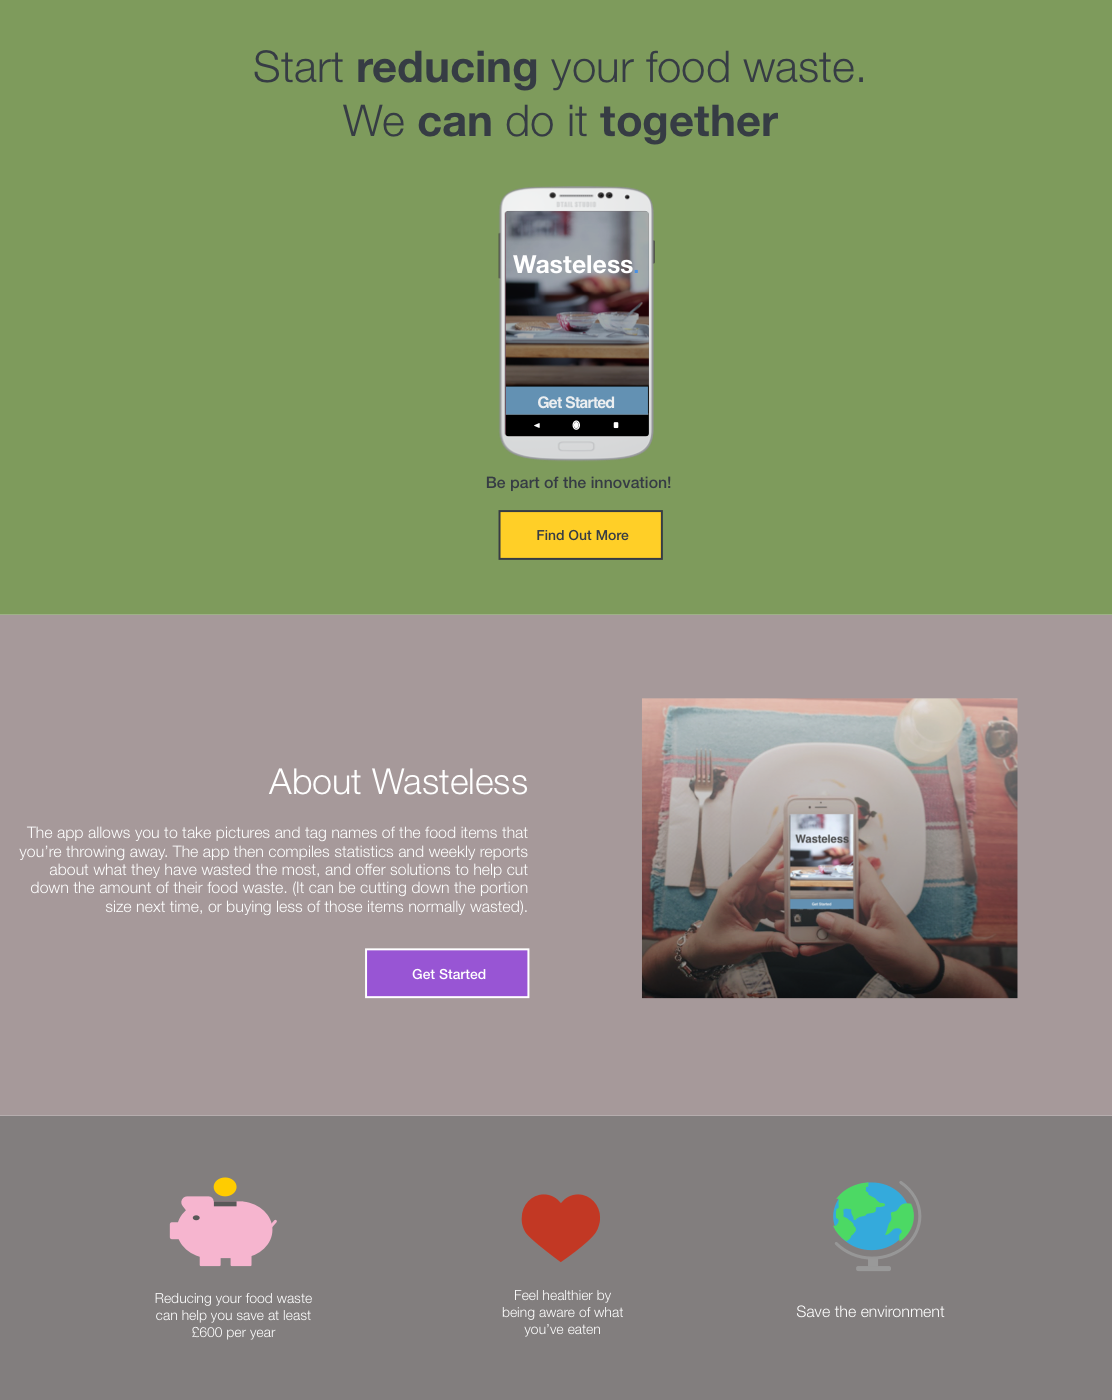 Start reducing your food waste.
We can do it together
STAIL STUDIO
Wasteless.
Get Started
Be part of the innovation!
Find Out More
About Wasteless
The app allows you to take pictures and tag names of the food items that
you're throwing away. The app then compiles statistics and weekly reports
about what they have wasted the most, and offer solutions to help cut
down the amount of their food waste. (It can be cutting down the portion
size next time, or buying less of those items normally wasted).
Get Started
Wasteless
Get Started
Reducing your food waste
can help you save at least
£600 per year
Feel healthier by
being aware of what
you've eaten
Save the environment